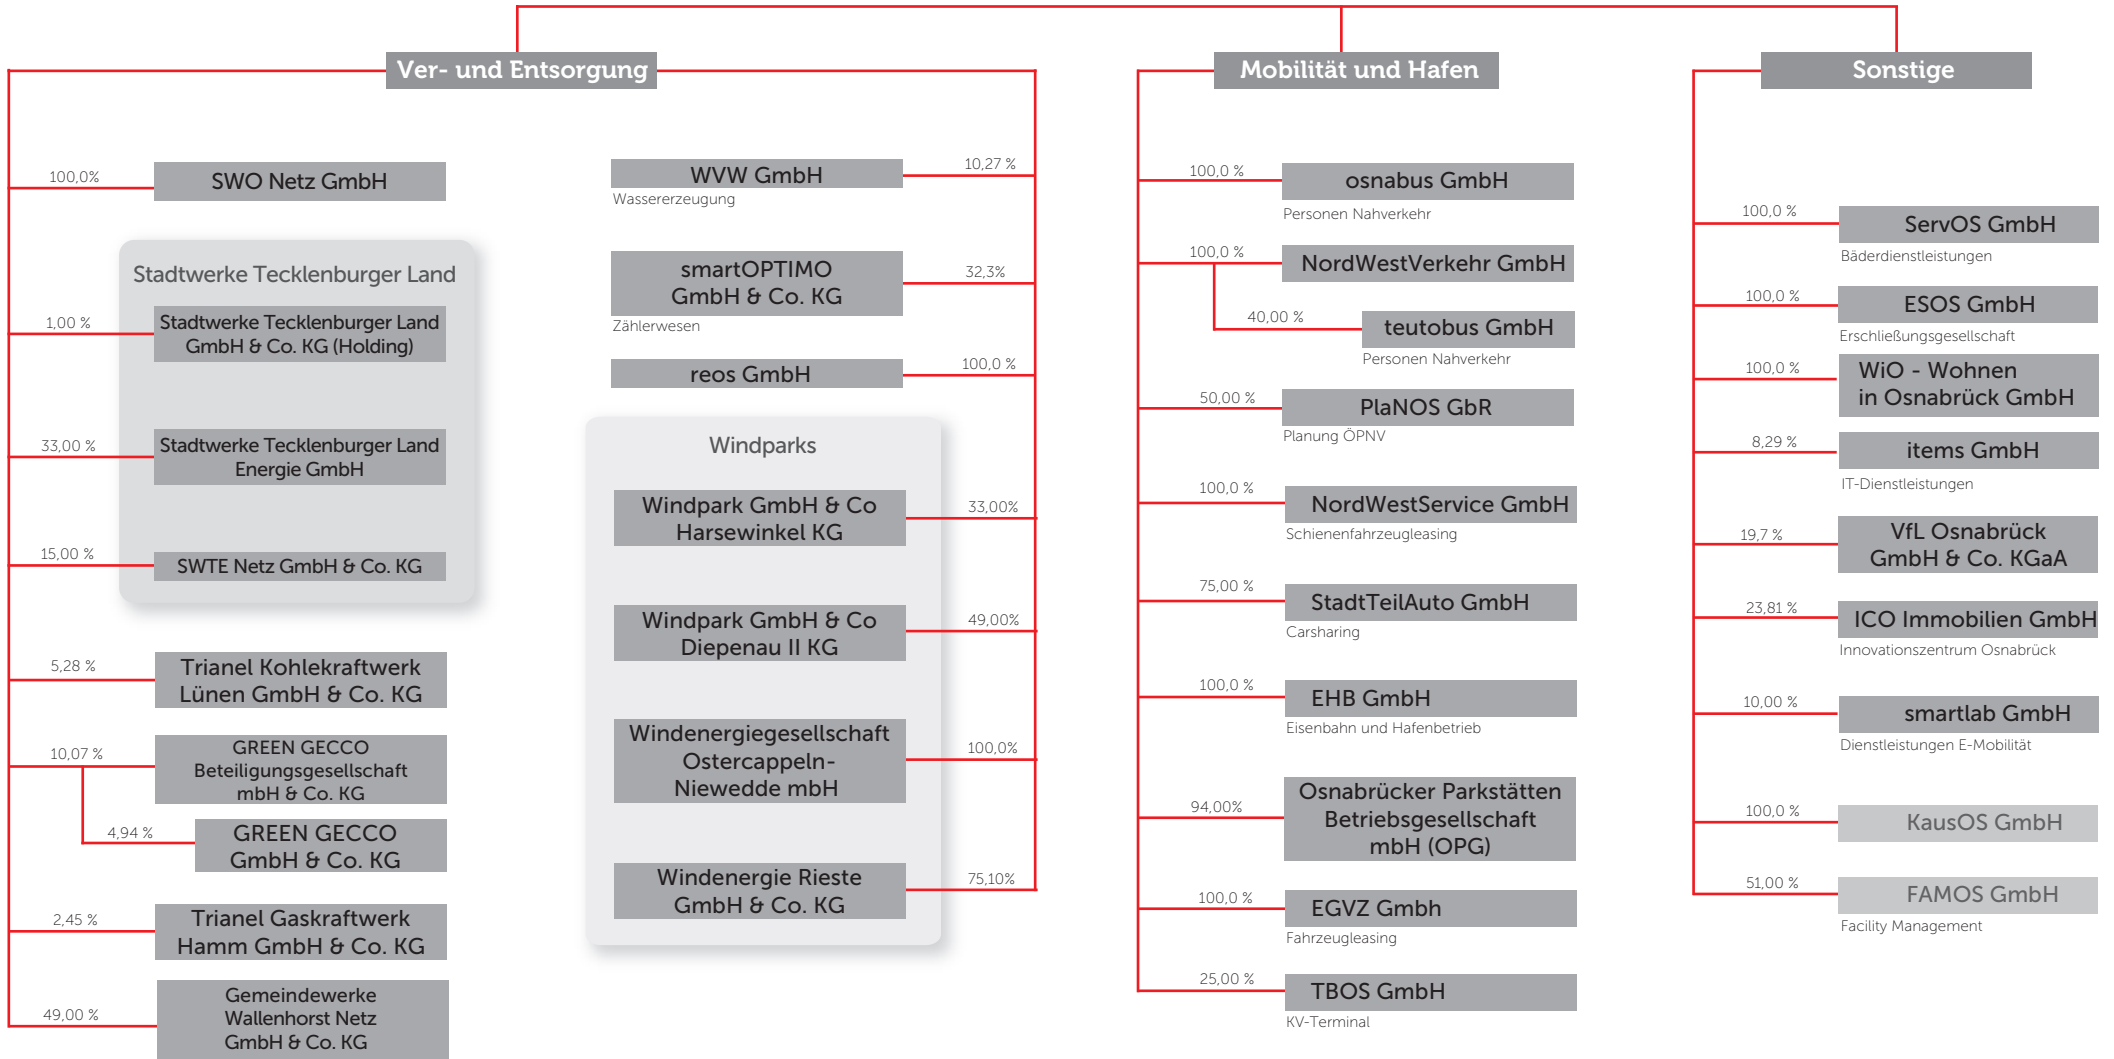 Ver- und Entsorgung
100,0%
SWO Netz GmbH
Stadtwerke Tecklenburger Land
1,00 %
Stadtwerke Tecklenburger Land
GmbH & Co. KG (Holding)
33,00 %
Stadtwerke Tecklenburger Land
Energie GmbH
15,00 %
SWTE Netz GmbH & Co. KG
5,28 %
Trianel Kohlekraftwerk
Lünen GmbH & Co. KG
10,07 %
GREEN GECCO
Beteiligungsgesellschaft
mbH & Co. KG
4,94 %
GREEN GECCO
GmbH & Co. KG
2,45 %
Trianel Gaskraftwerk
Hamm GmbH & Co. KG
49,00 %
Gemeindewerke
Wallenhorst Netz
GmbH & Co. KG
WVW GmbH
10,27 %
Wassererzeugung
smartOPTIMO
GmbH & Co. KG
32,3%
Zählerwesen
reos GmbH
100,0 %
Windparks
Windpark GmbH & Co
Harsewinkel KG
33,00%
Windpark GmbH & Co
Diepenau II KG
49,00%
Windenergiegesellschaft
Ostercappeln-
Niewedde mbH
100,0%
Windenergie Rieste
GmbH & Co. KG
75,10%
Mobilität und Hafen
100,0 %
osnabus GmbH
Personen Nahverkehr
100,0 %
NordWestVerkehr GmbH
40,00 %
teutobus GmbH
Personen Nahverkehr
50,00 %
PlaNOS GbR
Planung ÖPNV
100,0 %
NordWestService GmbH
Schienenfahrzeugleasing
75,00 %
StadtTeilAuto GmbH
Carsharing
100,0 %
EHB GmbH
Eisenbahn und Hafenbetrieb
94,00%
Osnabrücker Parkstätten
Betriebsgesellschaft
mbH (OPG)
100,0 %
EGVZ Gmbh
Fahrzeugleasing
25,00 %
TBOS GmbH
KV-Terminal
Sonstige
100,0 %
ServOS GmbH
Bäderdienstleistungen
100,0 %
ESOS GmbH
Erschließungsgesellschaft
100,0 %
WiO - Wohnen
in Osnabrück GmbH
8,29 %
items GmbH
IT-Dienstleistungen
19,7 %
VfL Osnabrück
GmbH & Co. KGaA
23,81 %
ICO Immobilien GmbH
Innovationszentrum Osnabrück
10,00 %
smartlab GmbH
Dienstleistungen E-Mobilität
100,0 %
KausOS GmbH
51,00 %
FAMOS GmbH
Facility Management